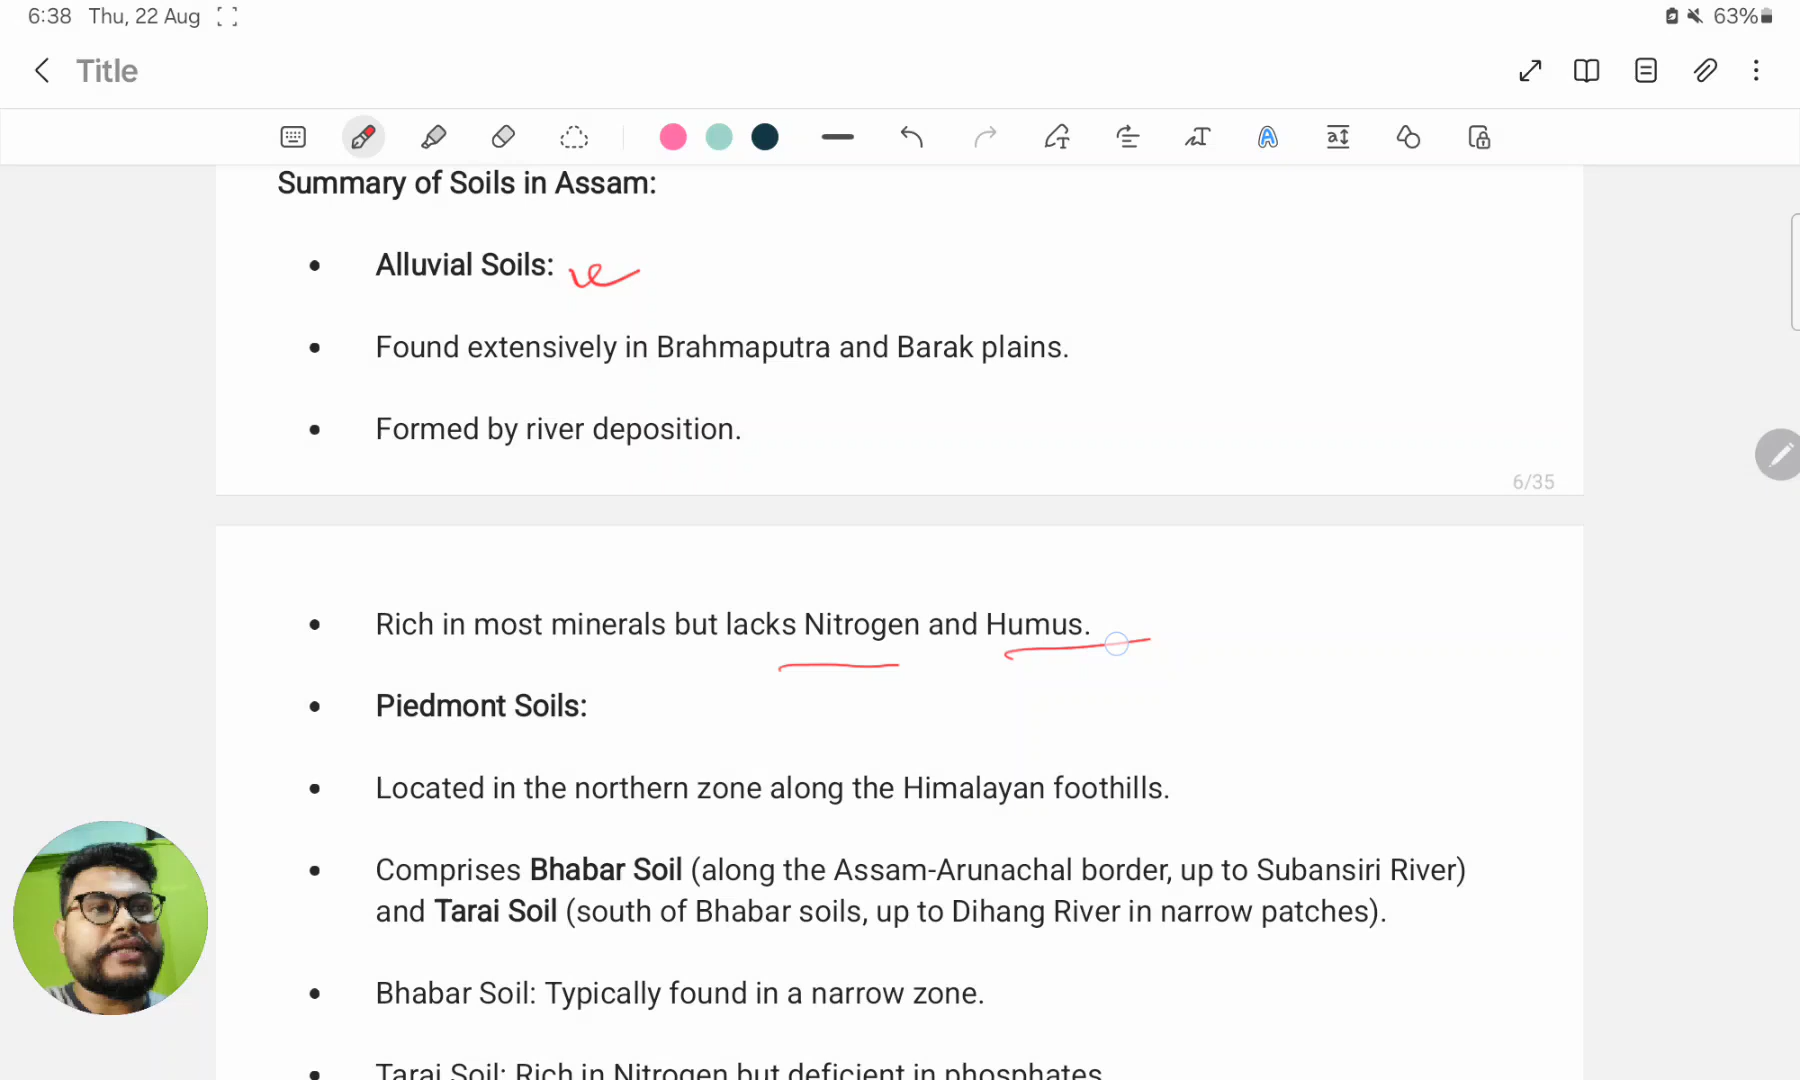 6:38 Thu, 22 Aug
63%
Title
Summary of Soils in Assam:
• Alluvial Soils:
• Found extensively in Brahmaputra and Barak plains.
• Formed by river deposition.
6/35
• Rich in most minerals but lacks Nitrogen and Humus.
• Piedmont Soils:
• Located in the northern zone along the Himalayan foothills.
• Comprises Bhabar Soil (along the Assam-Arunachal border, up to Subansiri River)
and Tarai Soil (south of Bhabar soils, up to Dihang River in narrow patches).
• Bhabar Soil: Typically found in a narrow zone.
• Tarai Soil: Rich in Nitrogen but deficient in phosphates